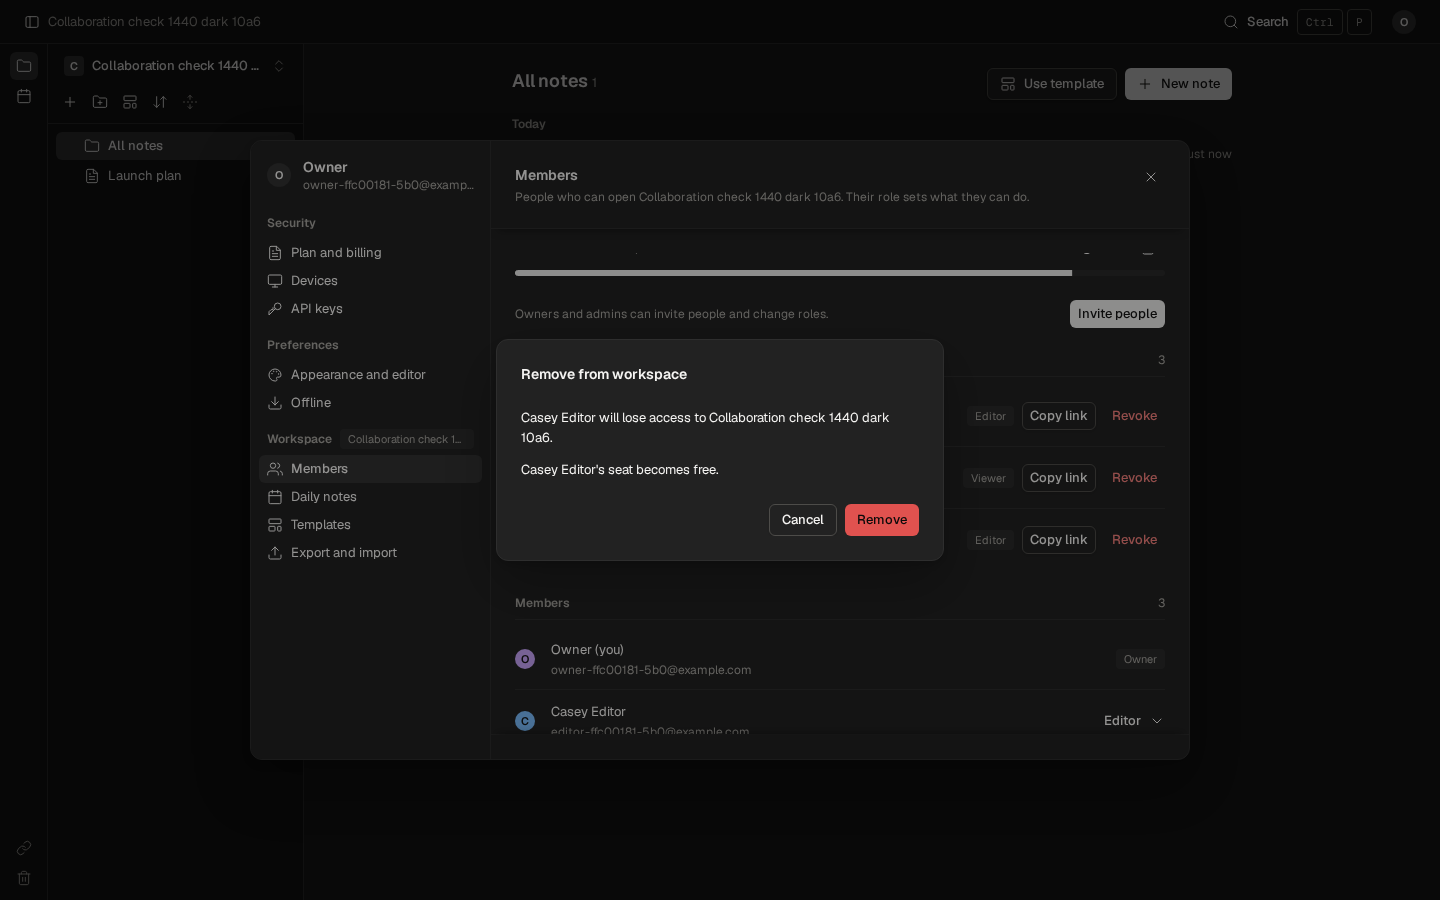 Collaboration check 1440 dark 10a6
Search Ctrl P O
C Collaboration check 1440 ...
All notes 1
Use template
New note
Today
All notes
Launch plan
ust now
O Owner
owner-ffc00181-5b0@examp...
Security
Plan and billing
Devices
API keys
Preferences
Appearance and editor
Offline
Workspace Collaboration check 1...
Members
Daily notes
Templates
Export and import
Members
People who can open Collaboration check 1440 dark 10a6. Their role sets what they can do.
Owners and admins can invite people and change roles.
Invite people
3
Editor Copy link Revoke
Viewer Copy link Revoke
Editor Copy link Revoke
Remove from workspace
Casey Editor will lose access to Collaboration check 1440 dark
10a6.
Casey Editor's seat becomes free.
Cancel Remove
Members 3
O Owner (you)
owner-ffc00181-5b0@example.com
Owner
C Casey Editor
editor-ffc00181-5b0@example.com
Editor